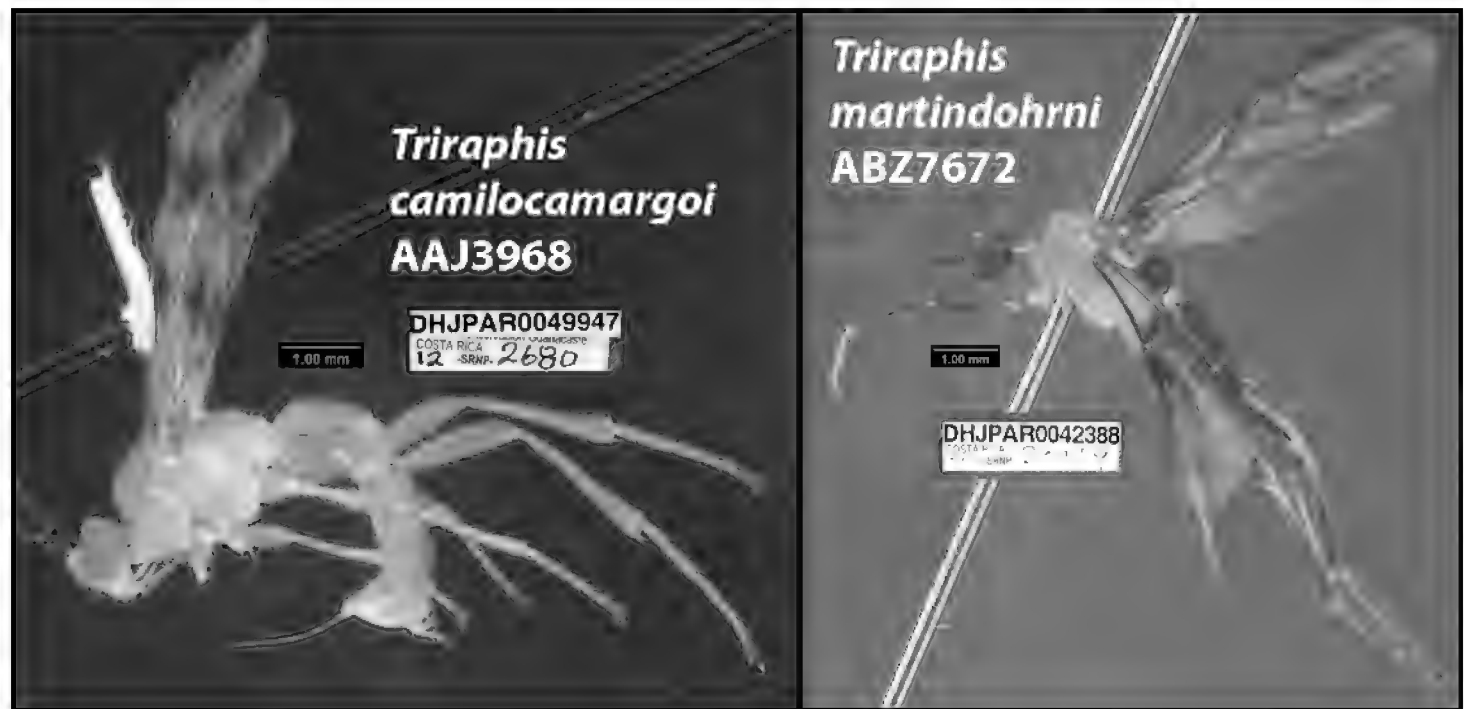 Triraphis
camilocamargoi
AAJ3968
DHJPAR0049947
COSTA RICA
12 -SRNP- 2680
1.00 mm
Triraphis
martindohrni
ABZ7672
1.00 mm
DHJPAR0042388